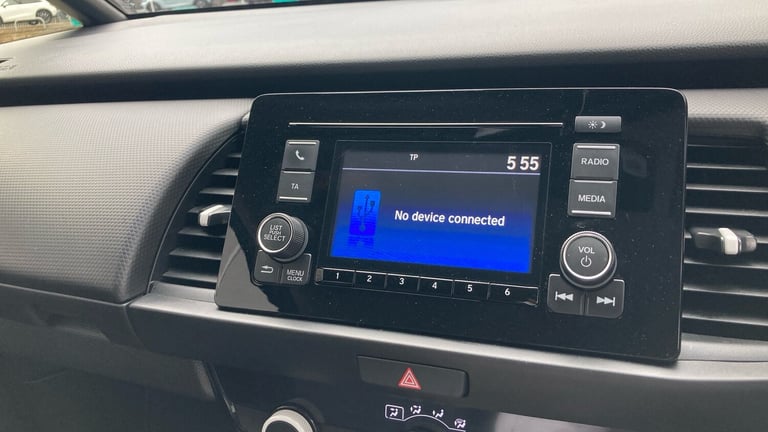 TP
5 55
No device connected
TA
RADIO
MEDIA
LIST
PUSH
SELECT
MENU
CLOCK
VOL
1 2 3 4 5 6